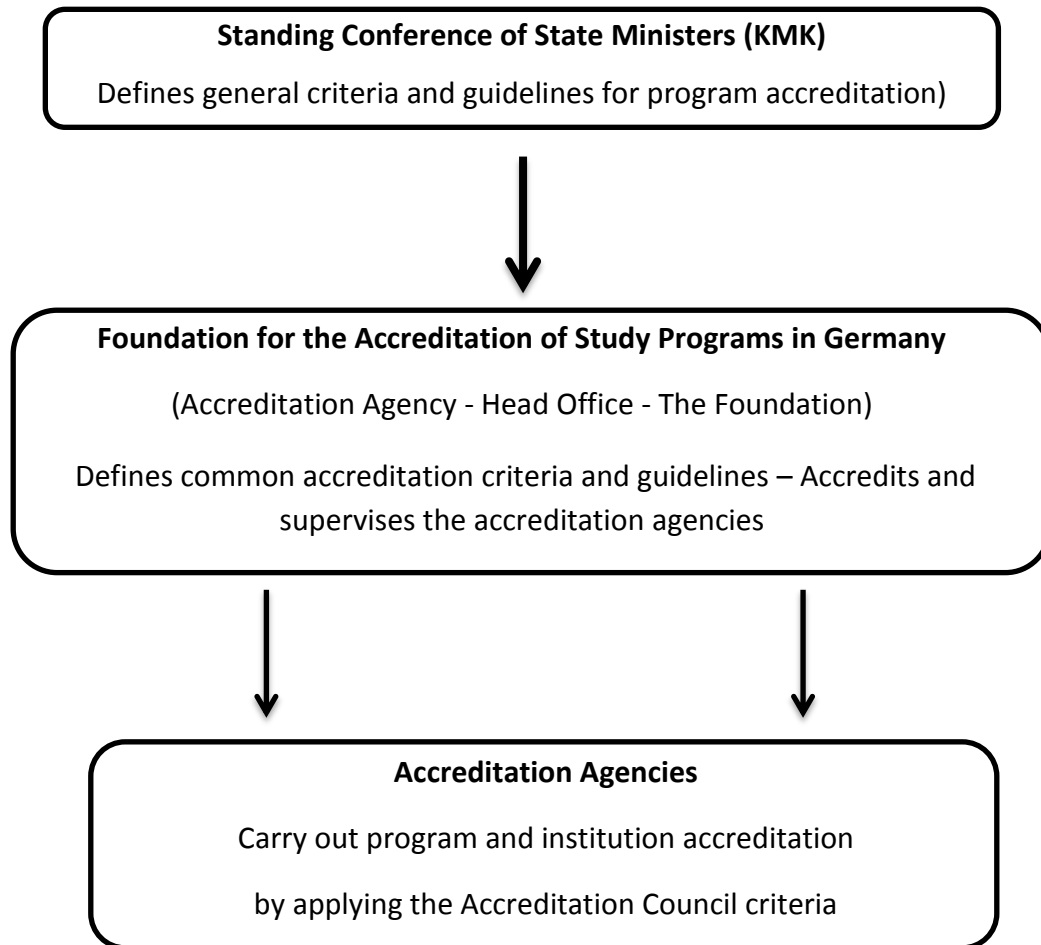 Standing Conference of State Ministers (KMK)
Defines general criteria and guidelines for program accreditation)
Foundation for the Accreditation of Study Programs in Germany
(Accreditation Agency - Head Office - The Foundation)
Defines common accreditation criteria and guidelines – Accredits and
supervises the accreditation agencies
Accreditation Agencies
Carry out program and institution accreditation
by applying the Accreditation Council criteria